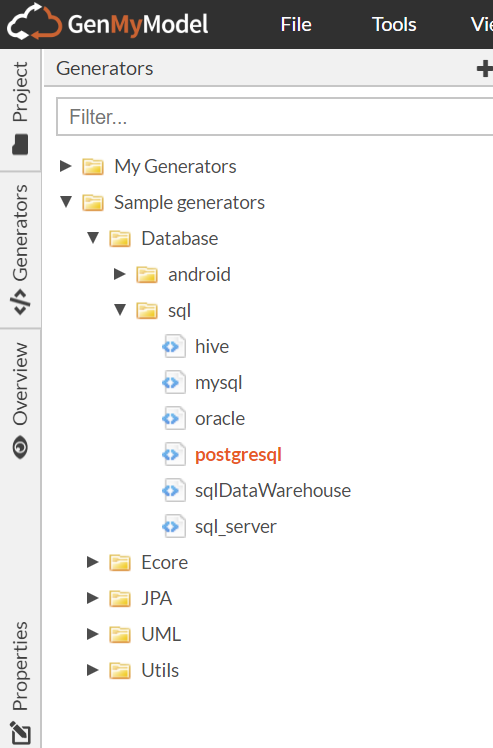 GenMyModel File Tools
Generators
Filter...
My Generators
Sample generators
Database
android
sql
hive
mysql
oracle
postgresql
sqlDataWarehouse
sql_server
Ecore
JPA
UML
Utils
Project
Generators
Overview
Properties